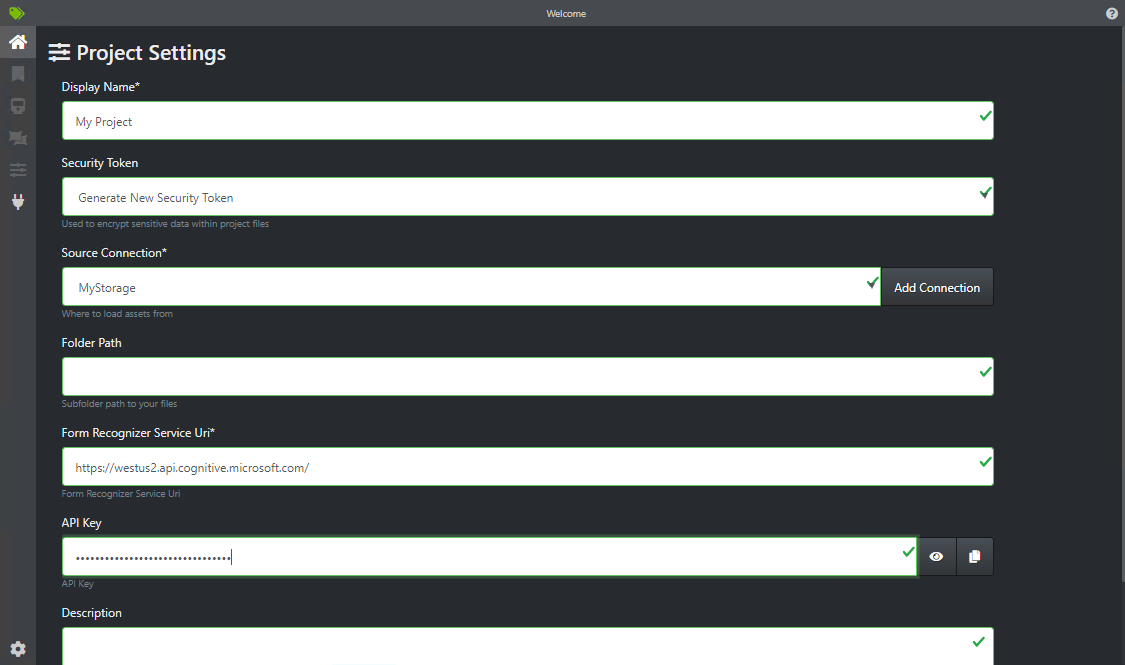 Welcome
Project Settings
Display Name*
My Project
Security Token
Generate New Security Token
Used to encrypt sensitive data within project files
Source Connection*
MyStorage
Add Connection
Where to load assets from
Folder Path
Subfolder path to your files
Form Recognizer Service Uri*
https://westus2.api.cognitive.microsoft.com/
Form Recognizer Service Uri
API Key
••••••••••••••••••••••••••••••••
API Key
Description